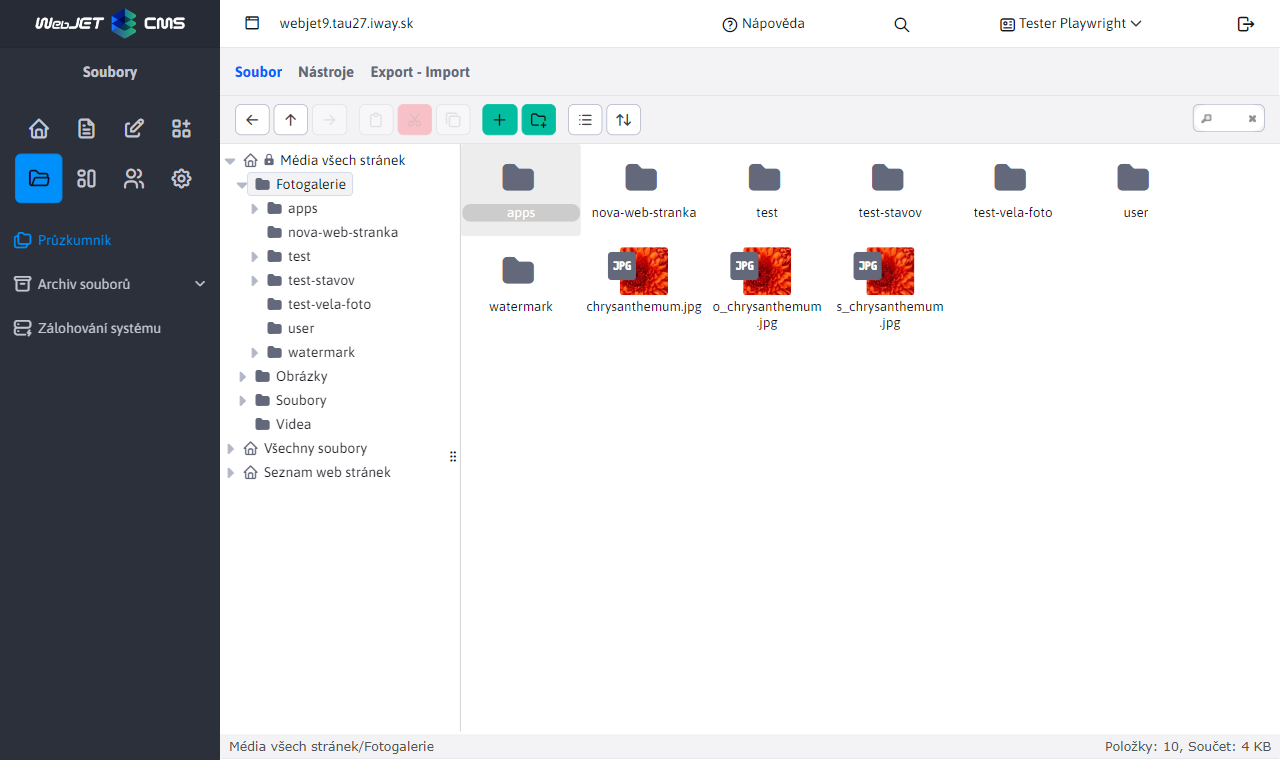 WebJET CMS
webjet9.tau27.iway.sk
Nápověda
Tester Playwright
Soubory
Soubor Nástroje Export - Import
Průzkumník
Archiv souborů
Zálohování systému
Média všech stránek
Fotogalerie
apps
nova-web-stranka
test
test-stavov
test-vela-foto
user
watermark
Obrázky
Soubory
Videa
Všechny soubory
Seznam web stránek
apps
nova-web-stranka
test
test-stavov
test-vela-foto
user
watermark
JPG
chrysanthemum.jpg
JPG
o_chrysanthemum
.jpg
JPG
s_chrysanthemum
.jpg
Média všech stránek/Fotogalerie
Položky: 10, Součet: 4 KB